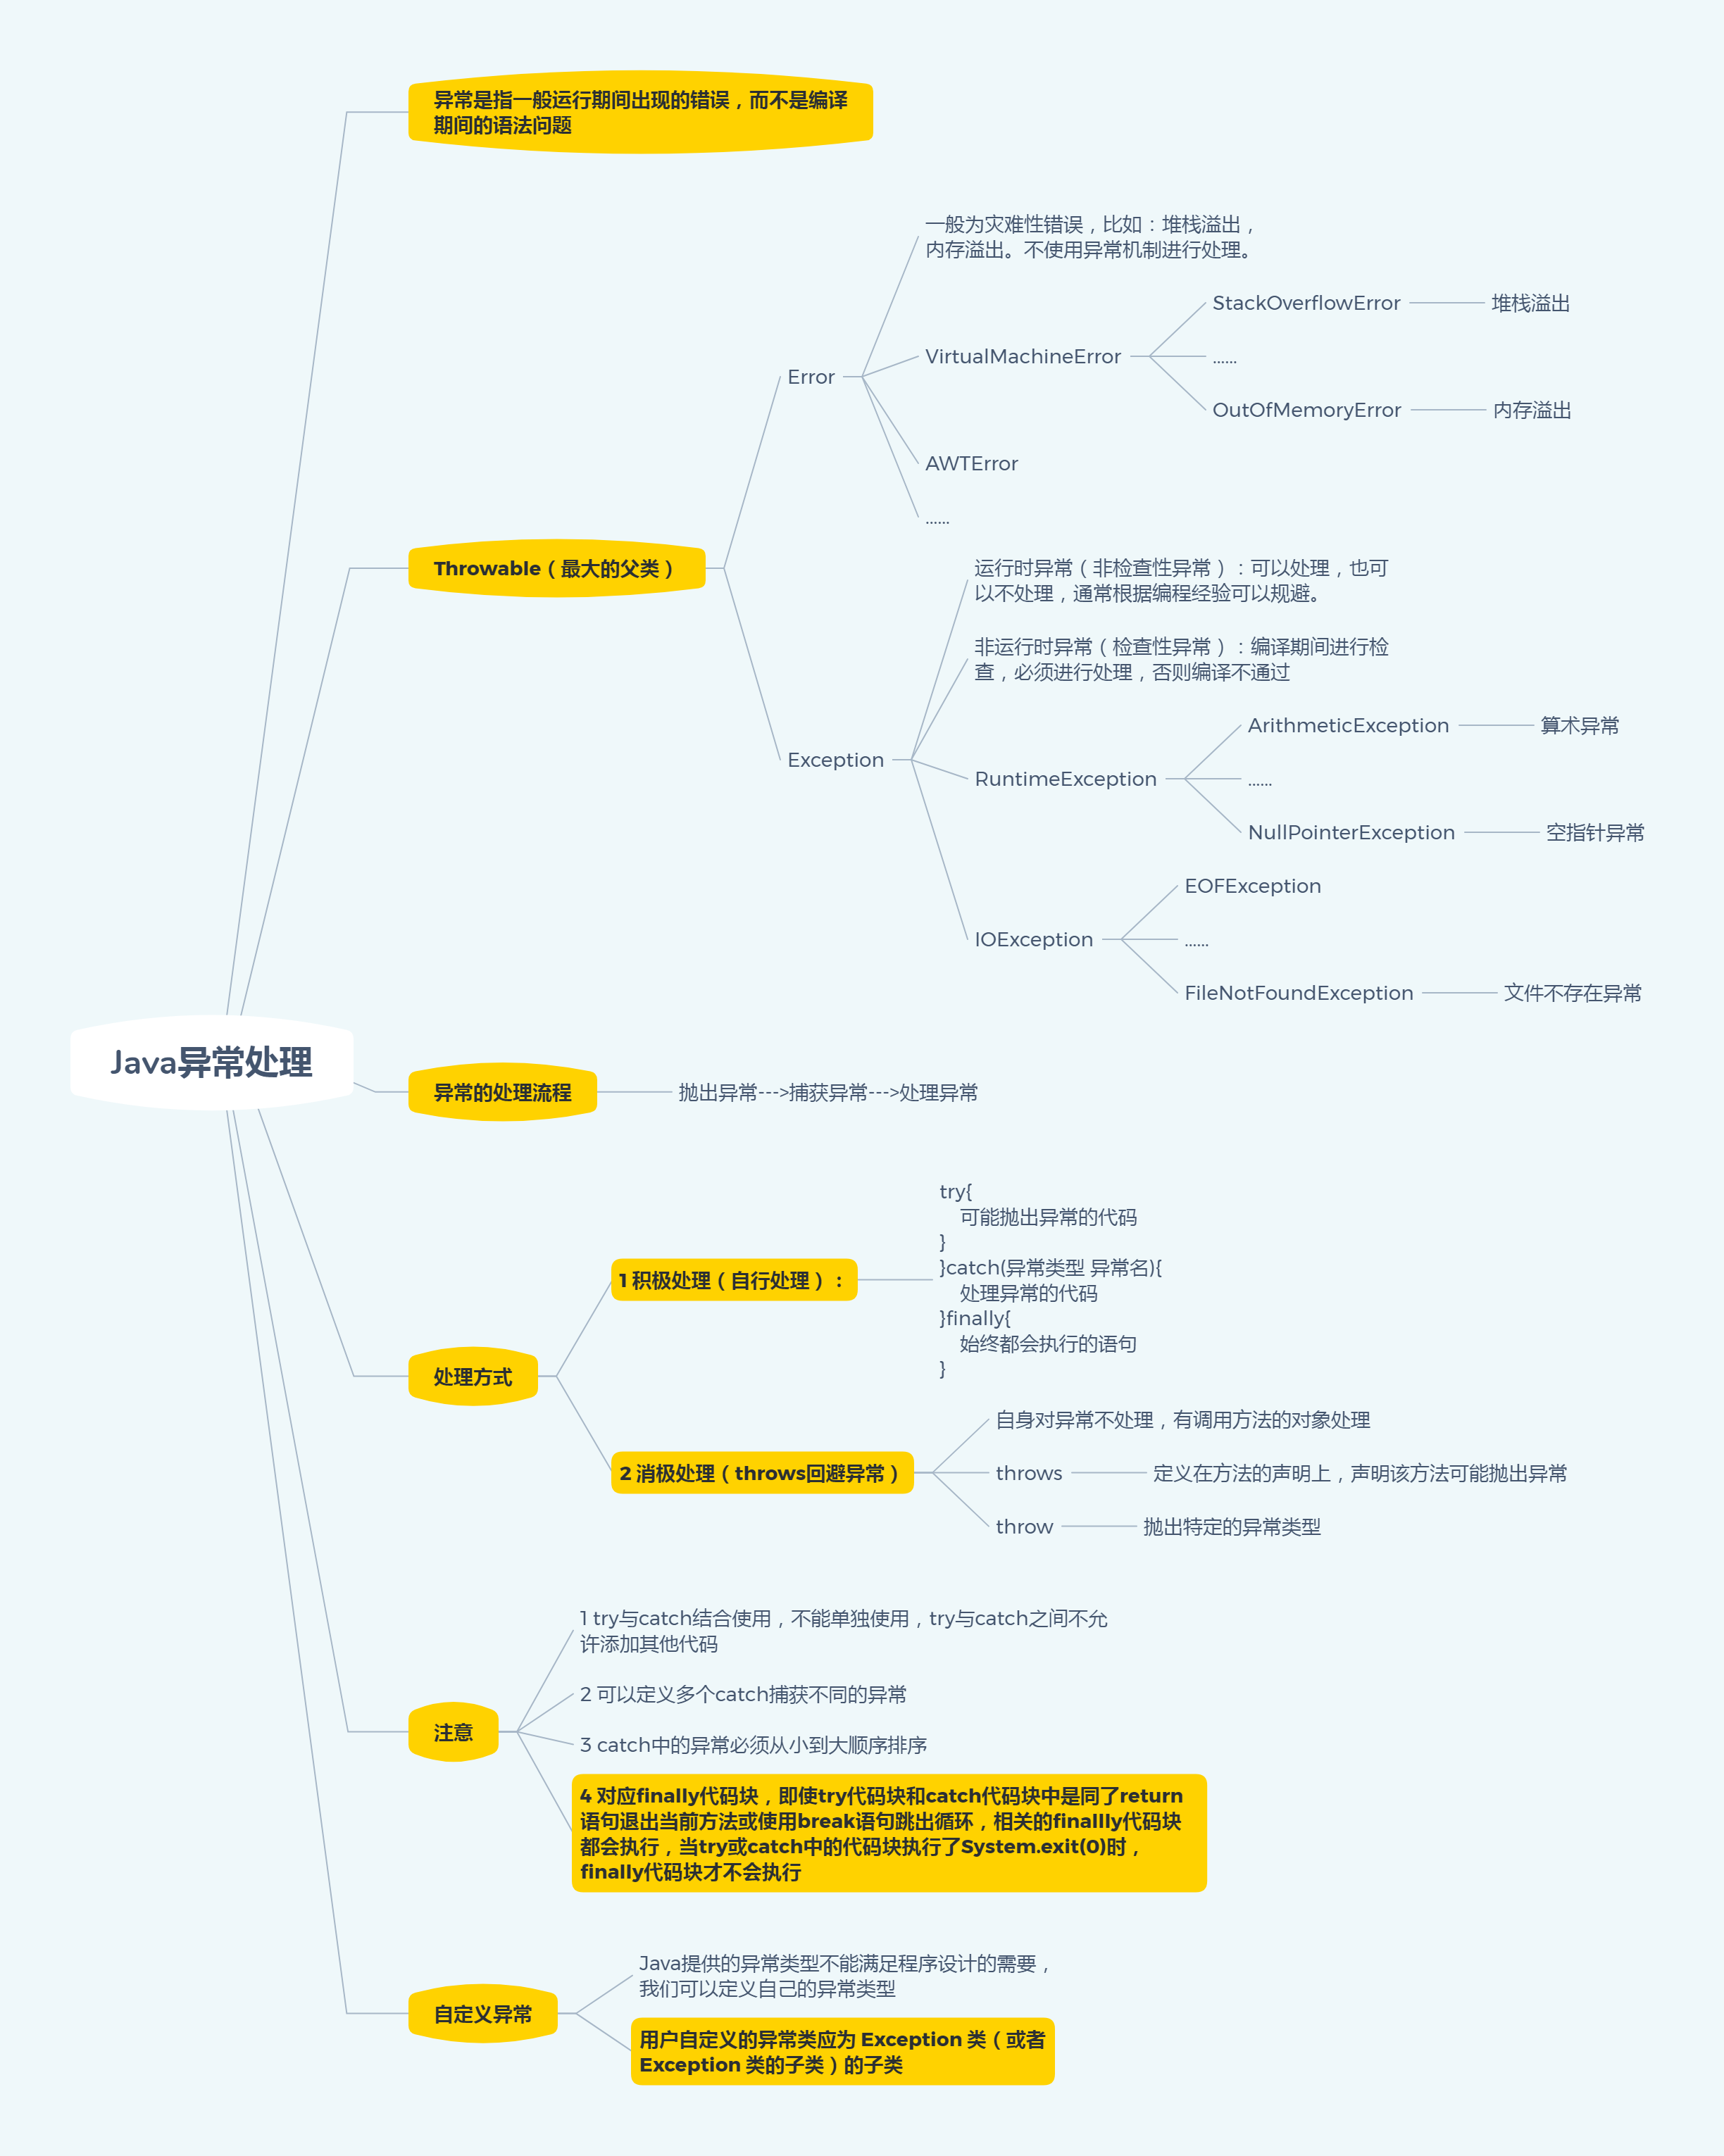 异常是指一般运行期间出现的错误，而不是编译
期间的语法问题
一般为灾难性错误，比如：堆栈溢出，
内存溢出。不使用异常机制进行处理。
StackOverflowError
堆栈溢出
VirtualMachineError
......
Error
OutOfMemoryError
内存溢出
AWTError
......
Throwable（最大的父类）
运行时异常（非检查性异常）：可以处理，也可
以不处理，通常根据编程经验可以规避。
非运行时异常（检查性异常）：编译期间进行检
查，必须进行处理，否则编译不通过
ArithmeticException
算术异常
Exception
RuntimeException
......
NullPointerException
空指针异常
EOFException
IOException
......
FileNotFoundException
文件不存在异常
Java异常处理
异常的处理流程
抛出异常--->捕获异常--->处理异常
try{
可能抛出异常的代码
}
}catch(异常类型 异常名){
处理异常的代码
}finally{
始终都会执行的语句
}
1 积极处理（自行处理）：
处理方式
自身对异常不处理，有调用方法的对象处理
2 消极处理（throws回避异常）
throws
定义在方法的声明上，声明该方法可能抛出异常
throw
抛出特定的异常类型
1 try与catch结合使用，不能单独使用，try与catch之间不允
许添加其他代码
2 可以定义多个catch捕获不同的异常
注意
3 catch中的异常必须从小到大顺序排序
4 对应finally代码块，即使try代码块和catch代码块中是同了return
语句退出当前方法或使用break语句跳出循环，相关的finallly代码块
都会执行，当try或catch中的代码块执行了System.exit(0)时，
finally代码块才不会执行
Java提供的异常类型不能满足程序设计的需要，
我们可以定义自己的异常类型
自定义异常
用户自定义的异常类应为 Exception 类（或者
Exception 类的子类）的子类